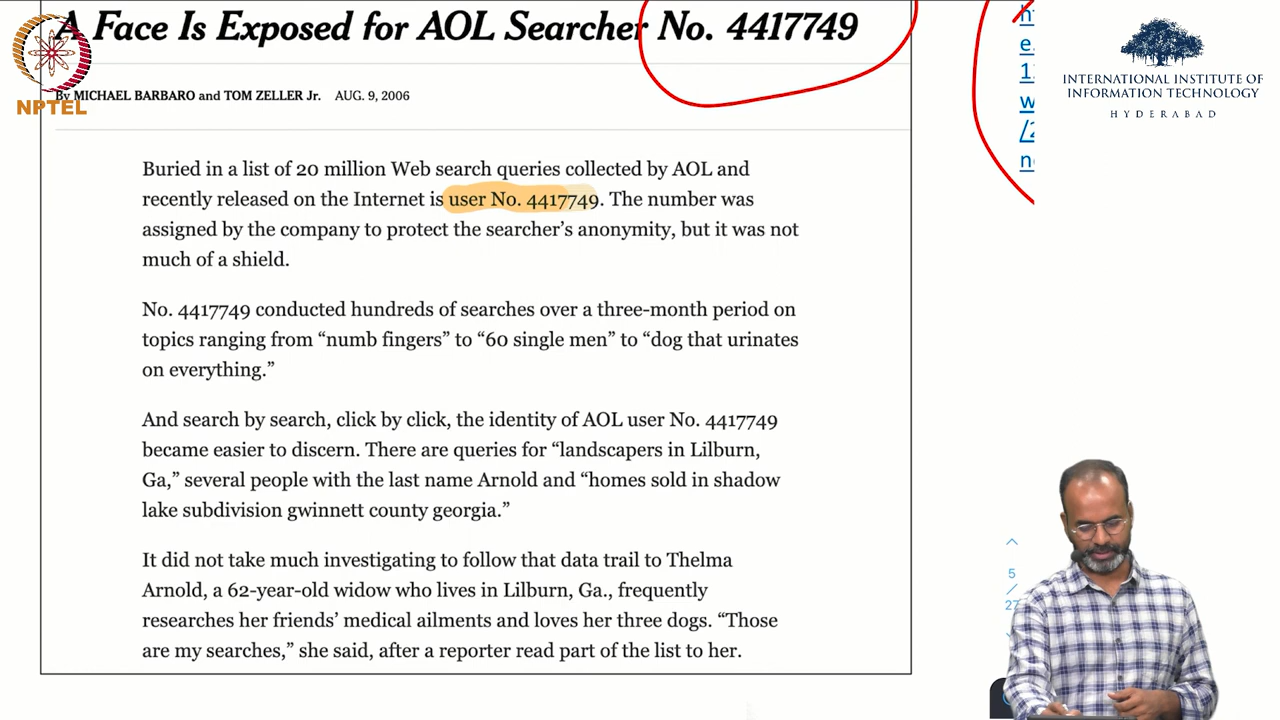 A Face Is Exposed for AOL Searcher No. 4417749
NPTEL
By MICHAEL BARBARO and TOM ZELLER Jr. AUG. 9, 2006
Buried in a list of 20 million Web search queries collected by AOL and
recently released on the Internet is user No. 4417749. The number was
assigned by the company to protect the searcher’s anonymity, but it was not
much of a shield.
No. 4417749 conducted hundreds of searches over a three-month period on
topics ranging from “numb fingers” to “60 single men” to “dog that urinates
on everything.”
And search by search, click by click, the identity of AOL user No. 4417749
became easier to discern. There are queries for “landscapers in Lilburn,
Ga,” several people with the last name Arnold and “homes sold in shadow
lake subdivision gwinnett county georgia.”
It did not take much investigating to follow that data trail to Thelma
Arnold, a 62-year-old widow who lives in Lilburn, Ga., frequently
researches her friends’ medical ailments and loves her three dogs. “Those
are my searches,” she said, after a reporter read part of the list to her.
INTERNATIONAL INSTITUTE OF
INFORMATION TECHNOLOGY
HYDERABAD
5
/
27